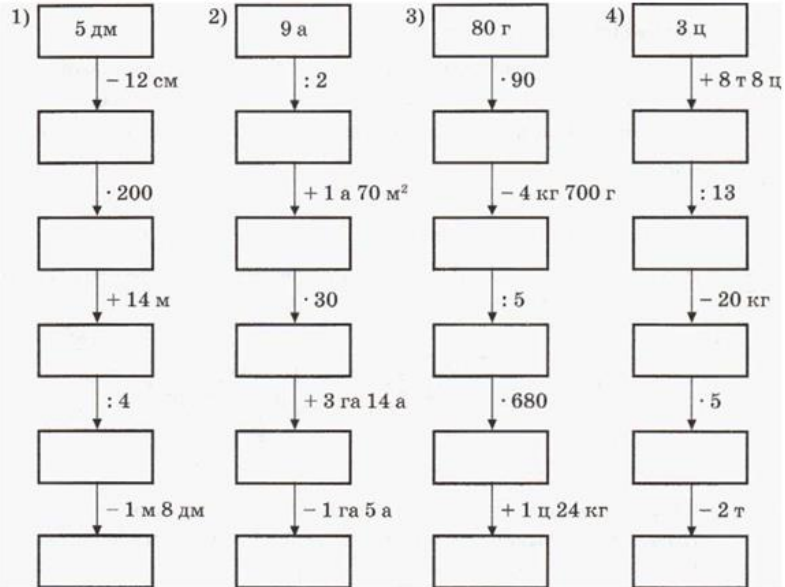 1) 5 дм 2) 9 а 3) 80 г 4) 3 ц
− 12 см : 2 · 90 + 8 т 8 ц
· 200 + 1 а 70 м² − 4 кг 700 г : 13
+ 14 м · 30 : 5 − 20 кг
: 4 + 3 га 14 а · 680 · 5
− 1 м 8 дм − 1 га 5 а + 1 ц 24 кг − 2 т